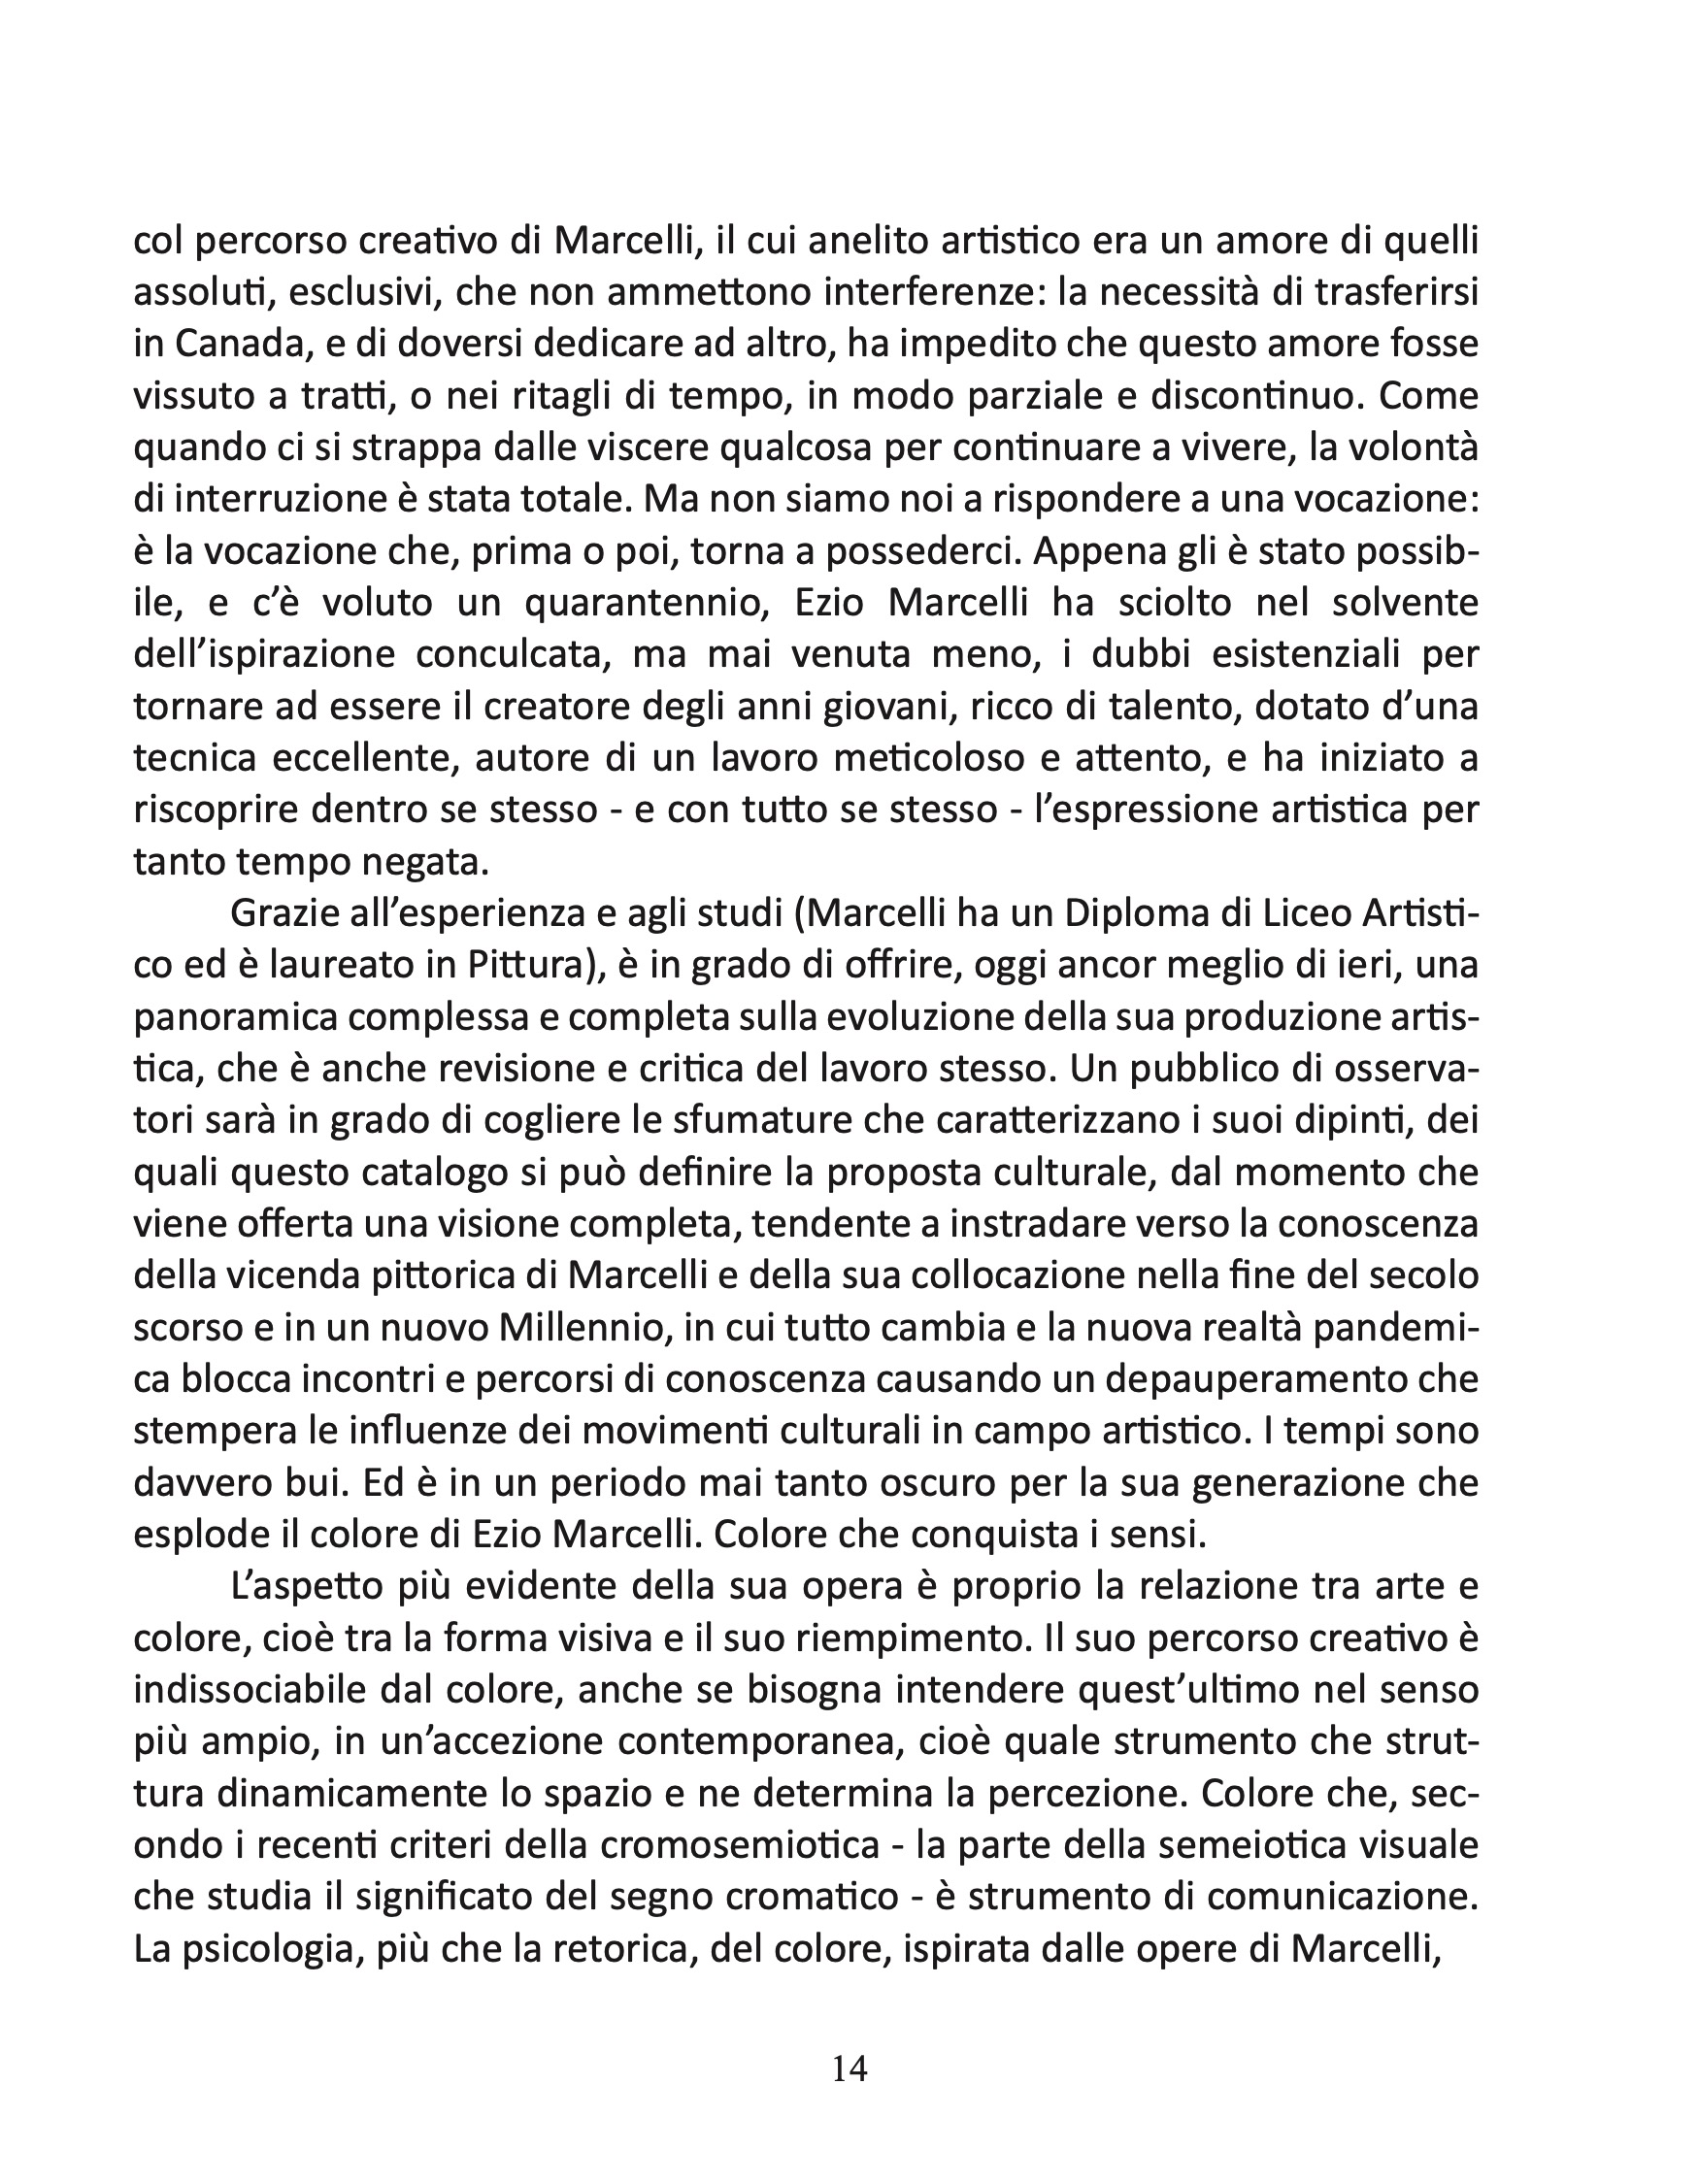 col percorso creativo di Marcelli, il cui anelito artistico era un amore di quelli
assoluti, esclusivi, che non ammettono interferenze: la necessità di trasferirsi
in Canada, e di doversi dedicare ad altro, ha impedito che questo amore fosse
vissuto a tratti, o nei ritagli di tempo, in modo parziale e discontinuo. Come
quando ci si strappa dalle viscere qualcosa per continuare a vivere, la volontà
di interruzione è stata totale. Ma non siamo noi a rispondere a una vocazione:
è la vocazione che, prima o poi, torna a possederci. Appena gli è stato possib-
ile, e c’è voluto un quarantennio, Ezio Marcelli ha sciolto nel solvente
dell’ispirazione conculcata, ma mai venuta meno, i dubbi esistenziali per
tornare ad essere il creatore degli anni giovani, ricco di talento, dotato d’una
tecnica eccellente, autore di un lavoro meticoloso e attento, e ha iniziato a
riscoprire dentro se stesso - e con tutto se stesso - l’espressione artistica per
tanto tempo negata.
Grazie all’esperienza e agli studi (Marcelli ha un Diploma di Liceo Artisti-
co ed è laureato in Pittura), è in grado di offrire, oggi ancor meglio di ieri, una
panoramica complessa e completa sulla evoluzione della sua produzione artis-
tica, che è anche revisione e critica del lavoro stesso. Un pubblico di osserva-
tori sarà in grado di cogliere le sfumature che caratterizzano i suoi dipinti, dei
quali questo catalogo si può definire la proposta culturale, dal momento che
viene offerta una visione completa, tendente a instradare verso la conoscenza
della vicenda pittorica di Marcelli e della sua collocazione nella fine del secolo
scorso e in un nuovo Millennio, in cui tutto cambia e la nuova realtà pandemi-
ca blocca incontri e percorsi di conoscenza causando un depauperamento che
stempera le influenze dei movimenti culturali in campo artistico. I tempi sono
davvero bui. Ed è in un periodo mai tanto oscuro per la sua generazione che
esplode il colore di Ezio Marcelli. Colore che conquista i sensi.
L’aspetto più evidente della sua opera è proprio la relazione tra arte e
colore, cioè tra la forma visiva e il suo riempimento. Il suo percorso creativo è
indissociabile dal colore, anche se bisogna intendere quest’ultimo nel senso
più ampio, in un’accezione contemporanea, cioè quale strumento che strut-
tura dinamicamente lo spazio e ne determina la percezione. Colore che, sec-
ondo i recenti criteri della cromosemiotica - la parte della semeiotica visuale
che studia il significato del segno cromatico - è strumento di comunicazione.
La psicologia, più che la retorica, del colore, ispirata dalle opere di Marcelli,
14